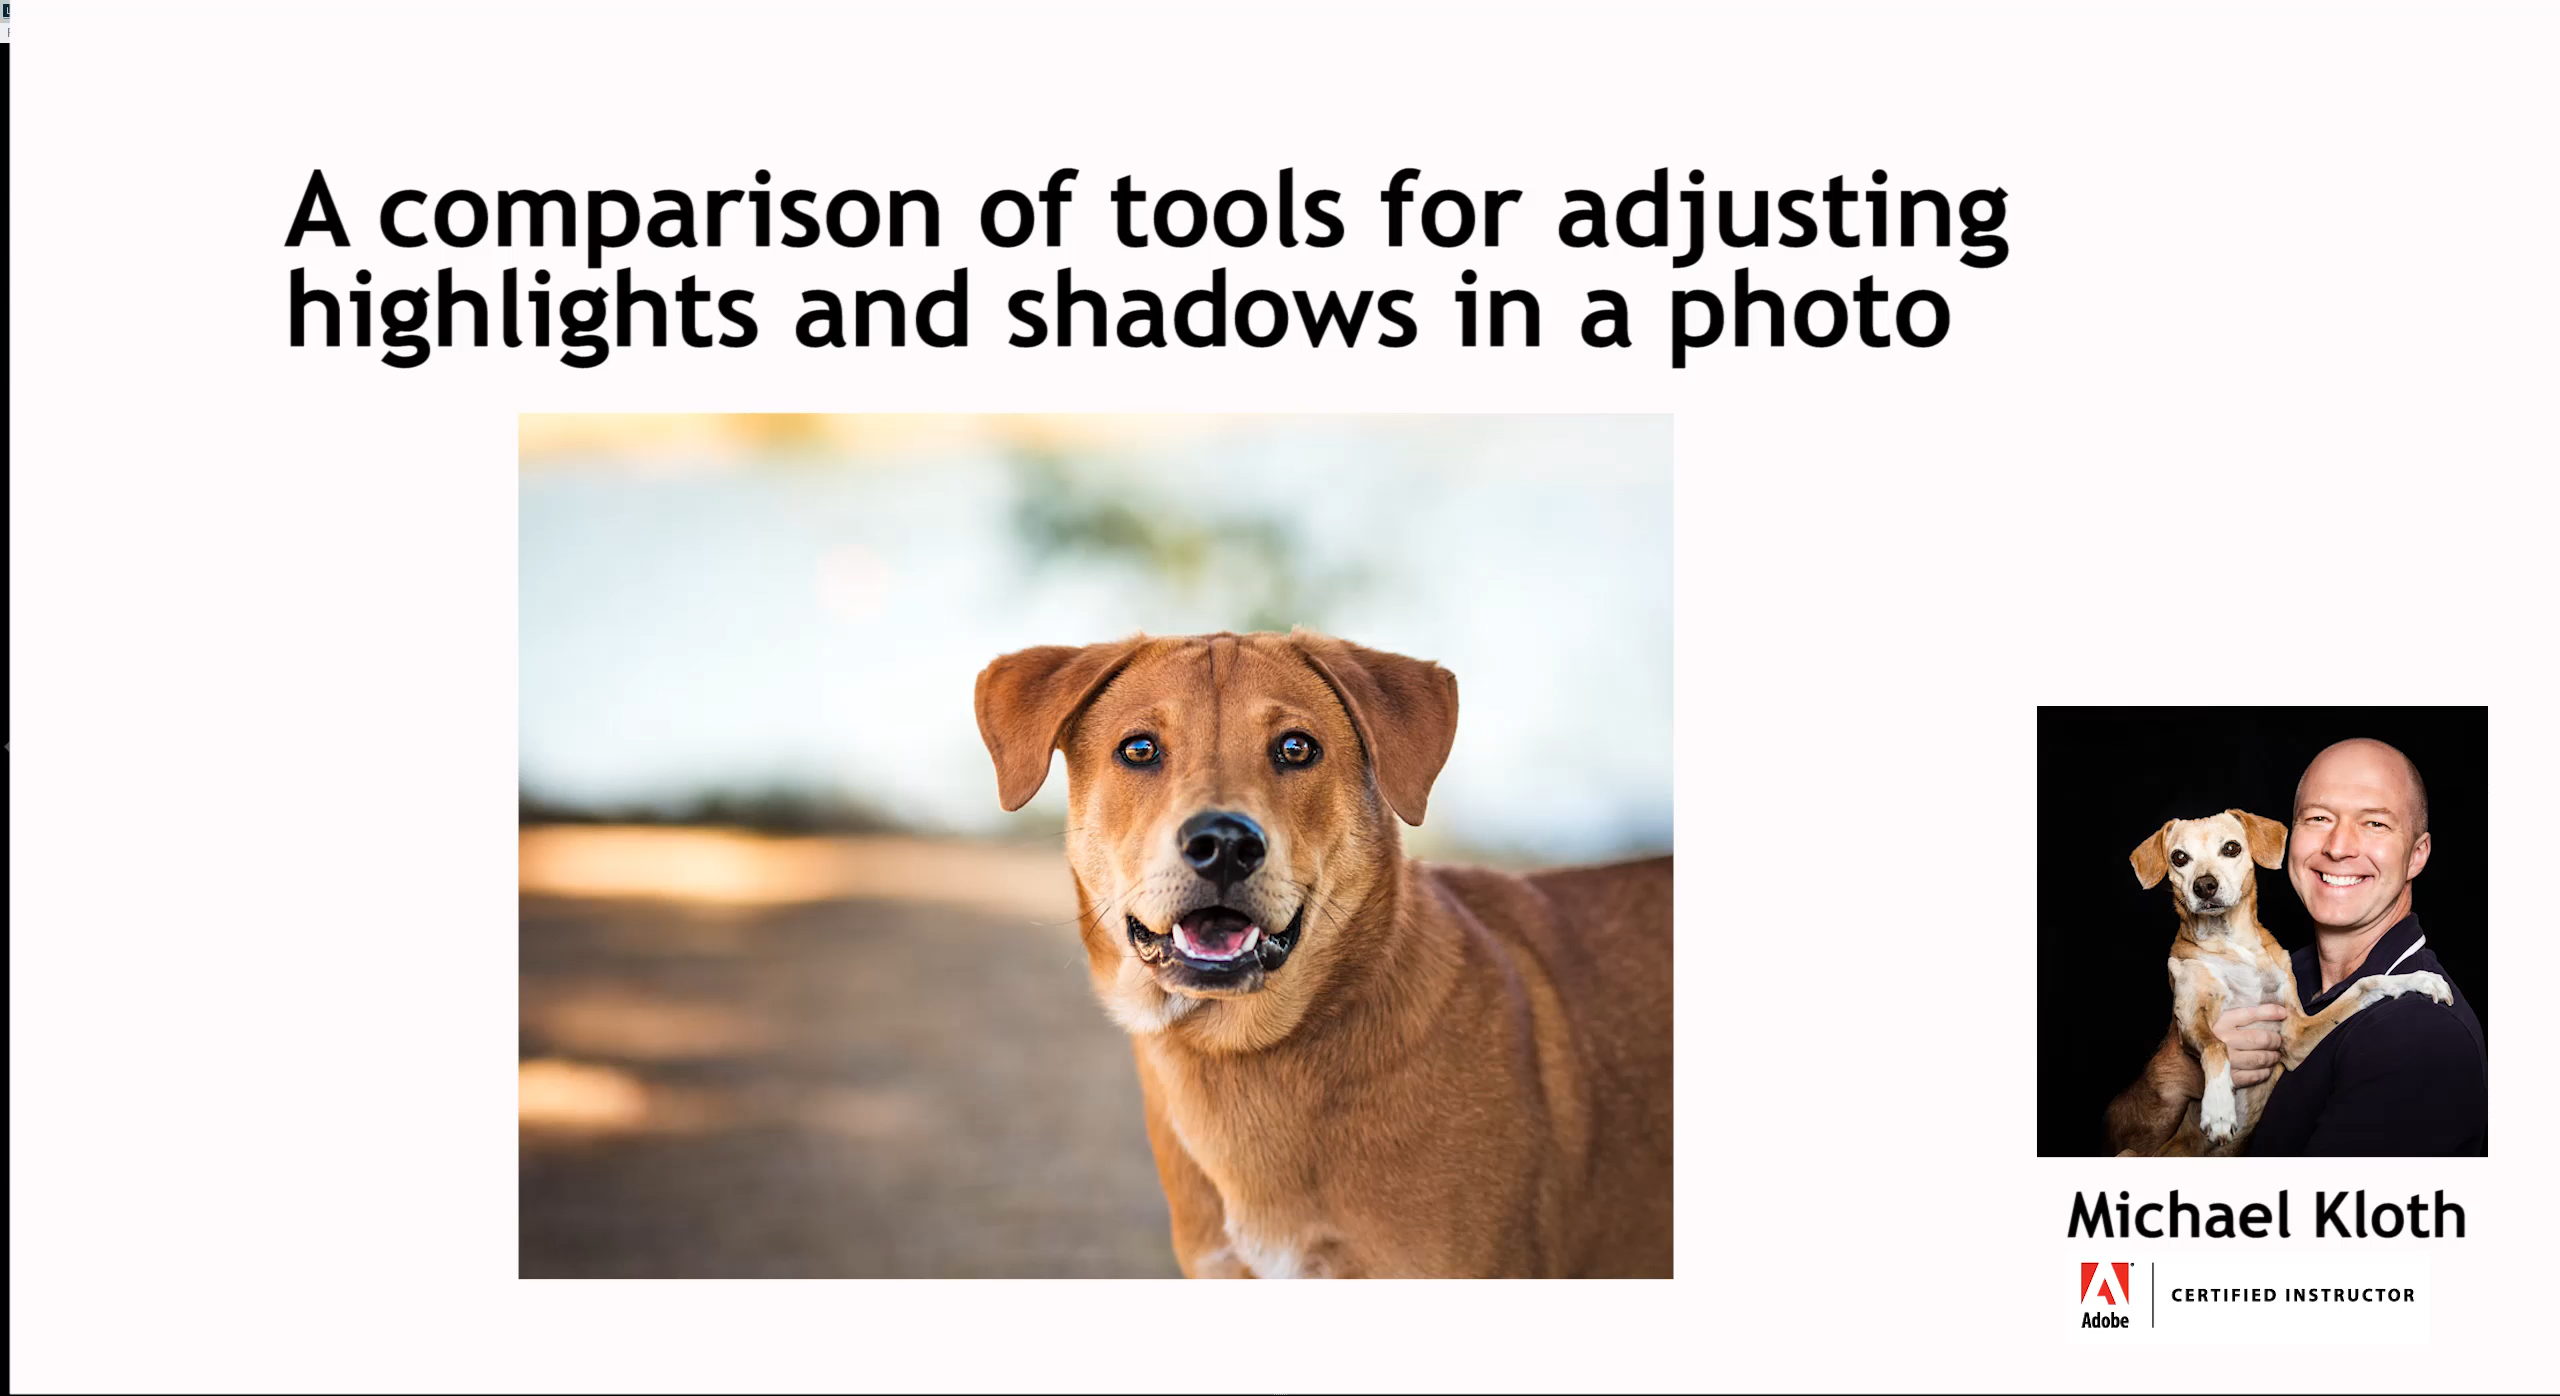 A comparison of tools for adjusting
highlights and shadows in a photo
Michael Kloth
Adobe
CERTIFIED INSTRUCTOR